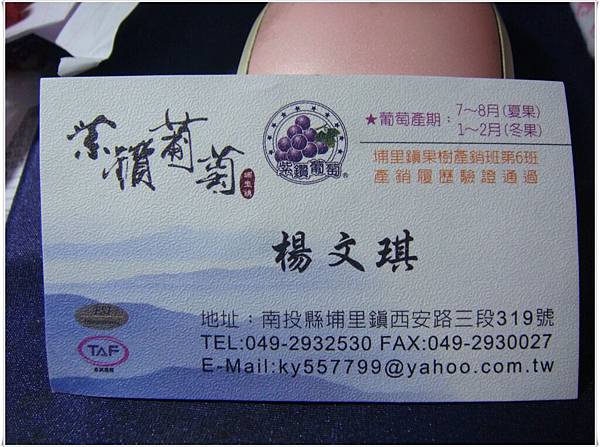 紫鑽葡萄
埔里鎮
紫鑽葡萄®
★葡萄產期：7～8月(夏果)
1～2月(冬果)
埔里鎮果樹產銷班第6班
產銷履歷驗證通過
楊文琪
FSI
TAF
地址：南投縣埔里鎮西安路三段319號
TEL:049-2932530 FAX:049-2930027
E-Mail:ky557799@yahoo.com.tw